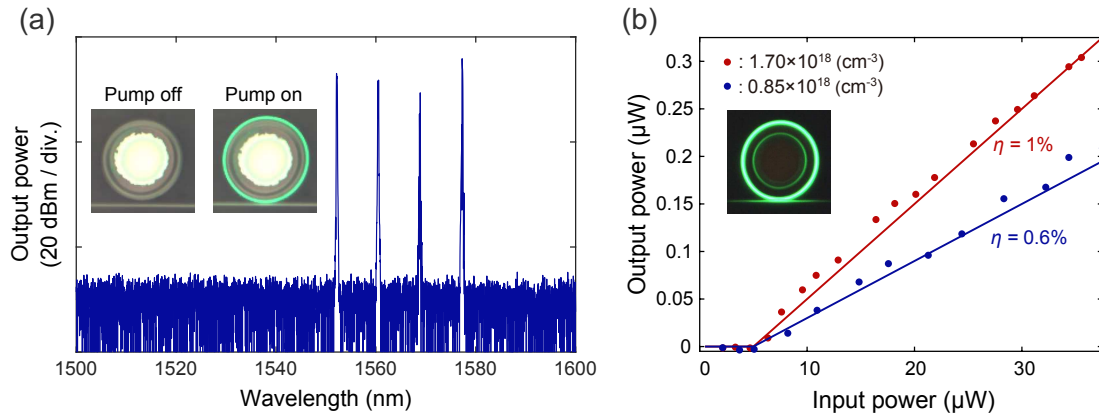 (a)
Pump off
Pump on
Output power
(20 dBm / div.)
1500
1520
1540
1560
1580
1600
Wavelength (nm)
(b)
: 1.70×10¹⁸ (cm⁻³)
: 0.85×10¹⁸ (cm⁻³)
η = 1%
η = 0.6%
Output power (µW)
0.3
0.25
0.2
0.15
0.1
0.05
0
0
10
20
30
Input power (µW)